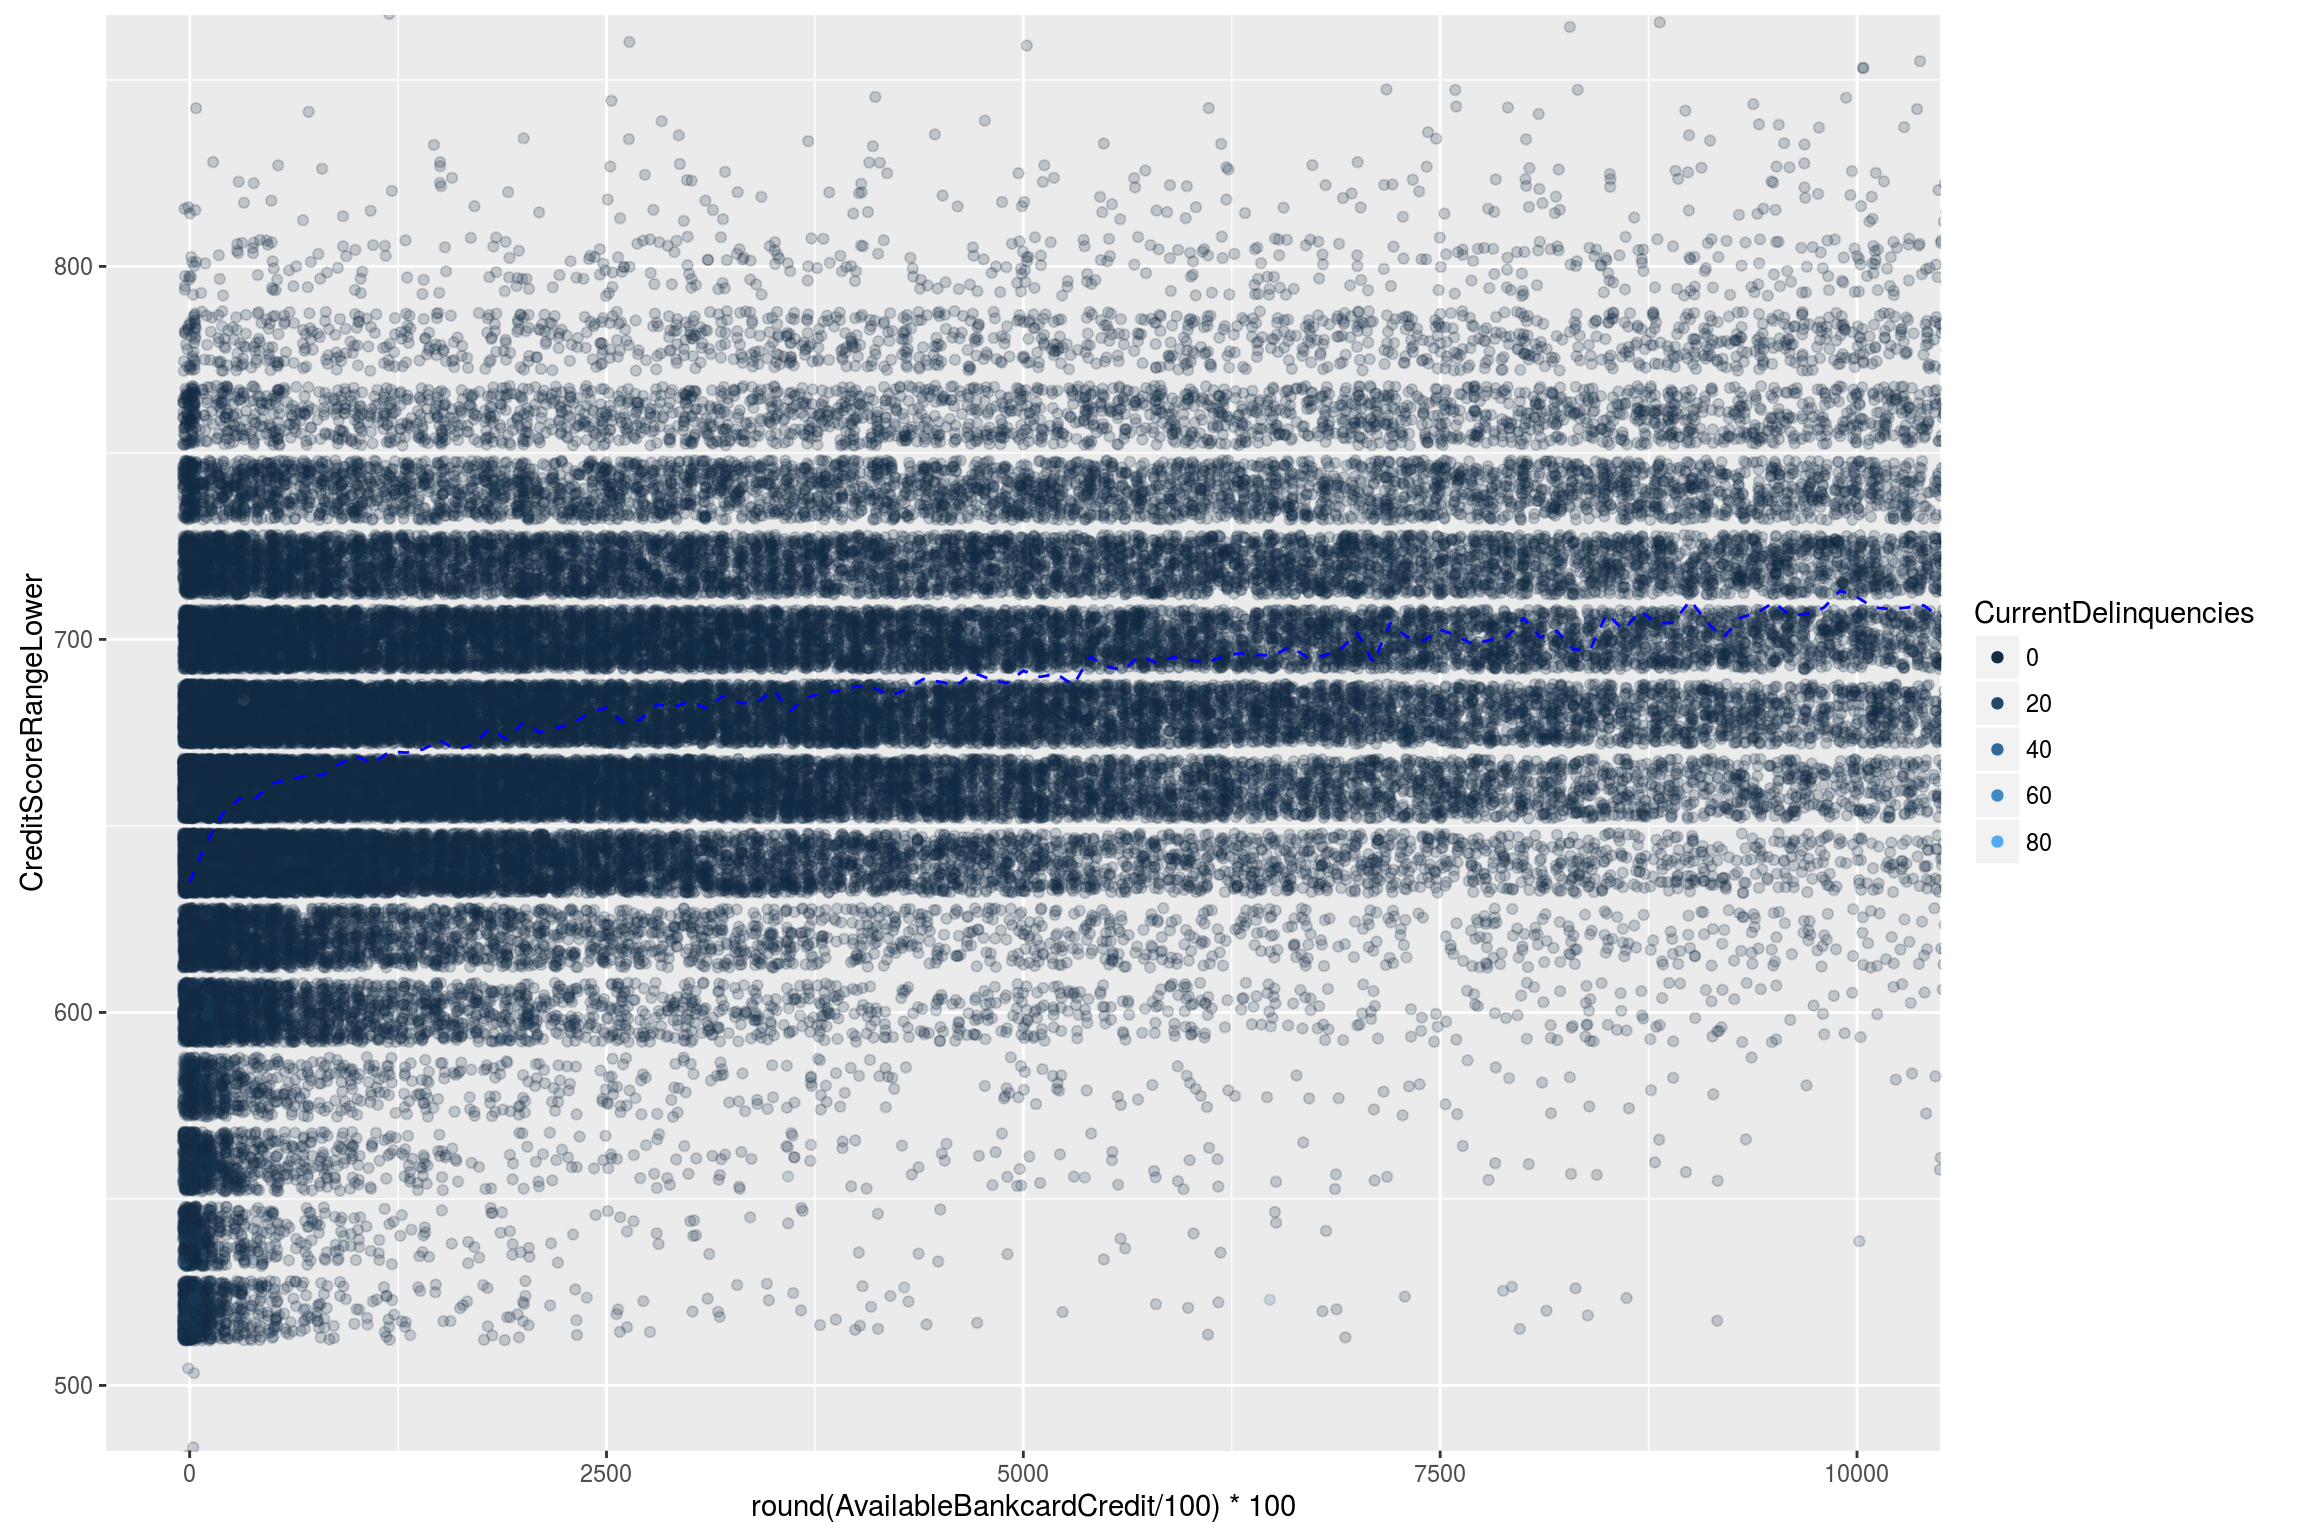 800
700
600
500
CreditScoreRangeLower
0 2500 5000 7500 10000
round(AvailableBankcardCredit/100) * 100
CurrentDelinquencies
0
20
40
60
80